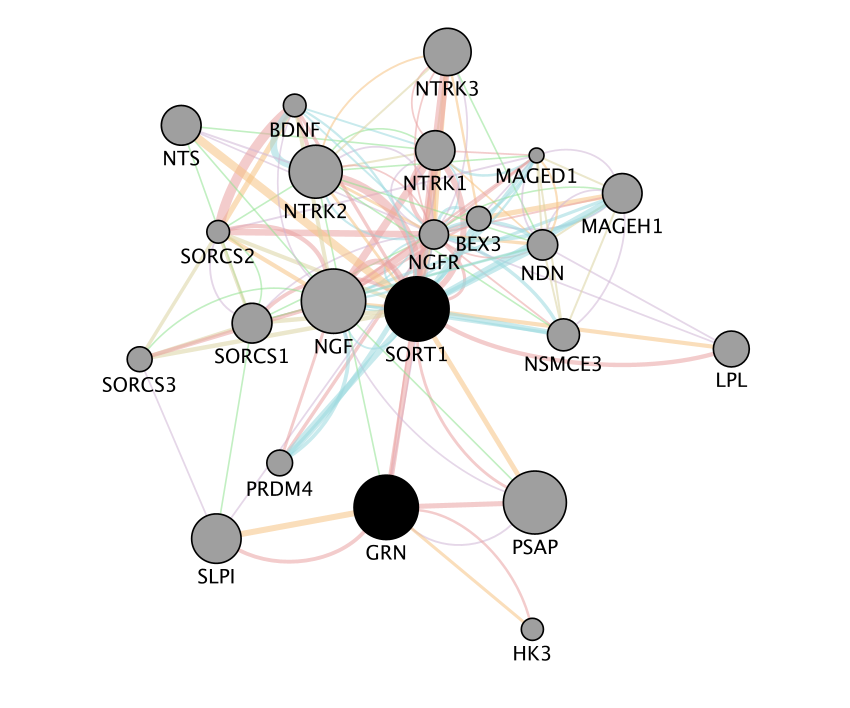 NTRK3
BDNF
NTS
NTRK1
MAGED1
NTRK2
MAGEH1
SORCS2
BEX3
NGFR
NDN
NGF
SORT1
SORCS1
NSMCE3
SORCS3
LPL
PRDM4
GRN
PSAP
SLPI
HK3